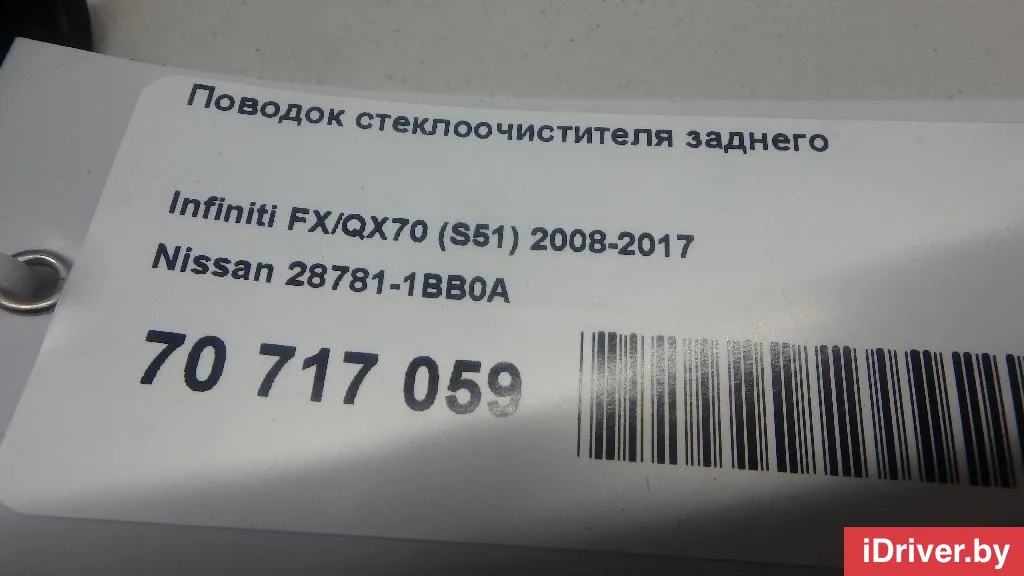 Поводок стеклоочистителя заднего
Infiniti FX/QX70 (S51) 2008-2017
Nissan 28781-1BB0A
70 717 059
iDriver.by